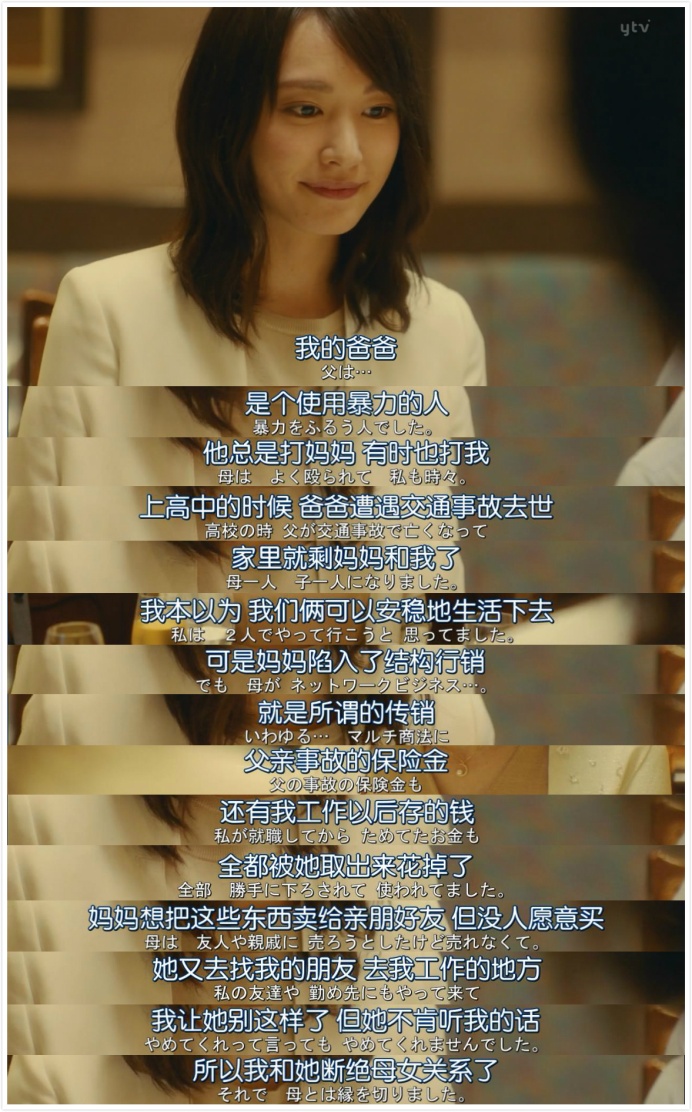 ytv
我的爸爸
父は…
是个使用暴力的人
暴力をふるう人でした。
他总是打妈妈 有时也打我
母は よく殴られて 私も時々。
上高中的时候 爸爸遭遇交通事故去世
高校の時 父が交通事故で亡くなって
家里就剩妈妈和我了
母一人 子一人になりました。
我本以为 我们俩可以安稳地生活下去
私は 2人でやって行こうと 思ってました。
可是妈妈陷入了结构行销
でも 母が ネットワークビジネス…。
就是所谓的传销
いわゆる… マルチ商法に
父亲事故的保险金
父の事故の保険金も
还有我工作以后存的钱
私が就職してから ためてたお金も
全都被她取出来花掉了
全部 勝手に下ろされて 使われてました。
妈妈想把这些东西卖给亲朋好友 但没人愿意买
母は 友人や親戚に 売ろうとしたけど売れなくて。
她又去找我的朋友 去我工作的地方
私の友達や 勤め先にもやって来て
我让她别这样了 但她不肯听我的话
やめてくれって言っても やめてくれませんでした。
所以我和她断绝母女关系了
それで 母とは縁を切りました。